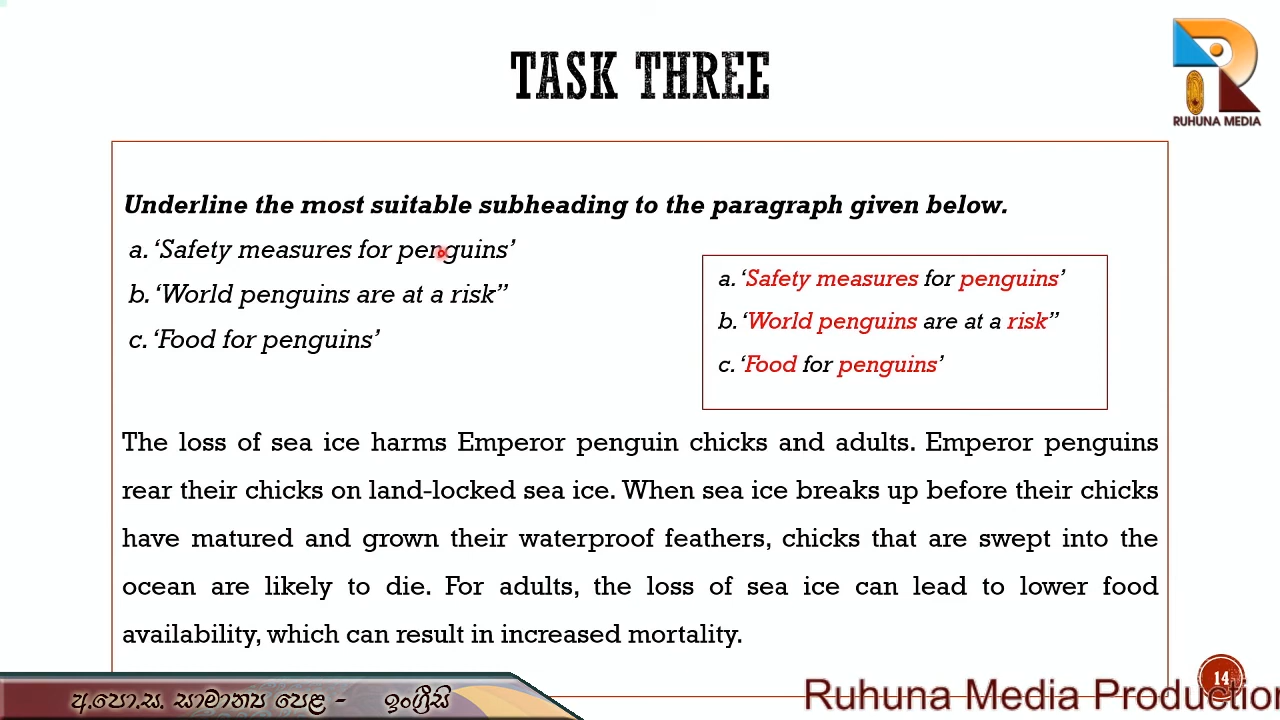 TASK THREE
RUHUNA MEDIA
Underline the most suitable subheading to the paragraph given below.
a. ‘Safety measures for penguins’
b. ‘World penguins are at a risk”
c. ‘Food for penguins’
a. ‘Safety measures for penguins’
b. ‘World penguins are at a risk”
c. ‘Food for penguins’
The loss of sea ice harms Emperor penguin chicks and adults. Emperor penguins
rear their chicks on land-locked sea ice. When sea ice breaks up before their chicks
have matured and grown their waterproof feathers, chicks that are swept into the
ocean are likely to die. For adults, the loss of sea ice can lead to lower food
availability, which can result in increased mortality.
14
අ.පො.ස. සාමාන්‍ය පෙළ - ඉංග්‍රීසි
Ruhuna Media Production